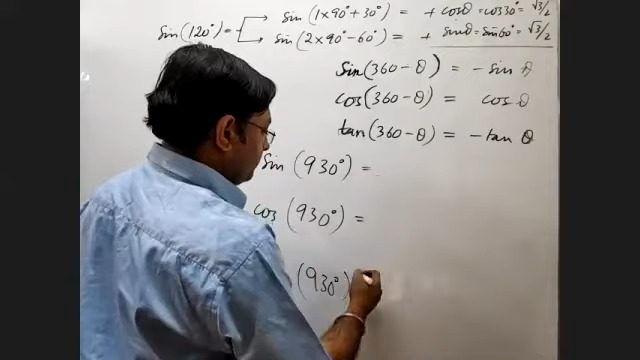 sin (1×90°+30°) = + cosθ = cos30° = √3/2
sin (120°) =
sin (2×90°−60°) = + sinθ = sin60° = √3/2
sin(360−θ) = − sin θ
cos(360−θ) = cos θ
tan(360−θ) = − tan θ
sin (930°) =
cos (930°) =
(930°)